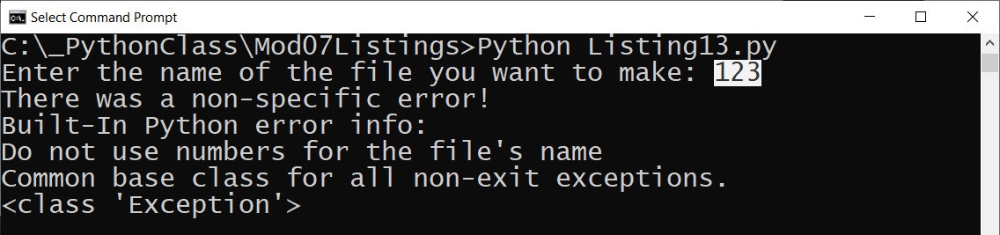 Select Command Prompt
C:\_PythonClass\Mod07Listings>Python Listing13.py
Enter the name of the file you want to make: 123
There was a non-specific error!
Built-In Python error info:
Do not use numbers for the file's name
Common base class for all non-exit exceptions.
<class 'Exception'>